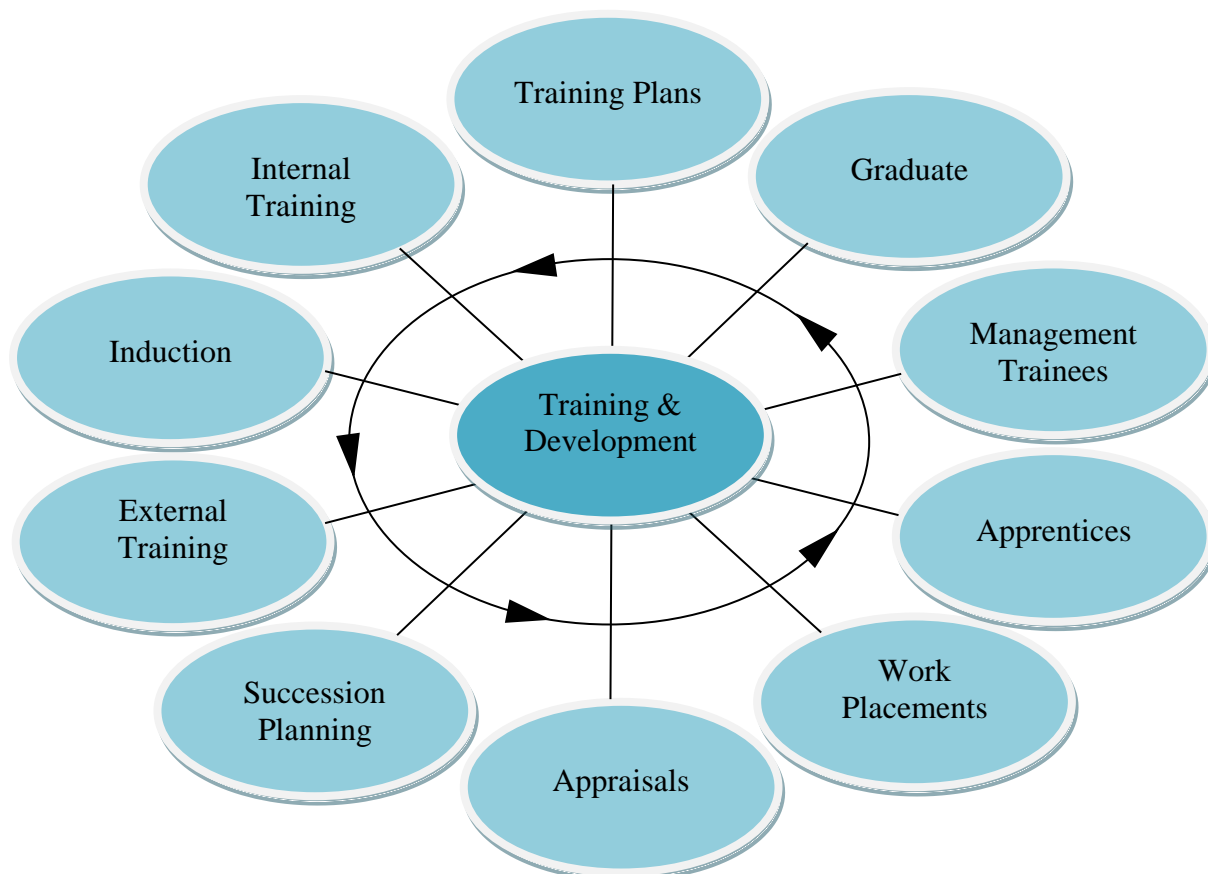 Training Plans
Internal
Training
Graduate
Induction
Management
Trainees
Training &
Development
External
Training
Apprentices
Succession
Planning
Work
Placements
Appraisals